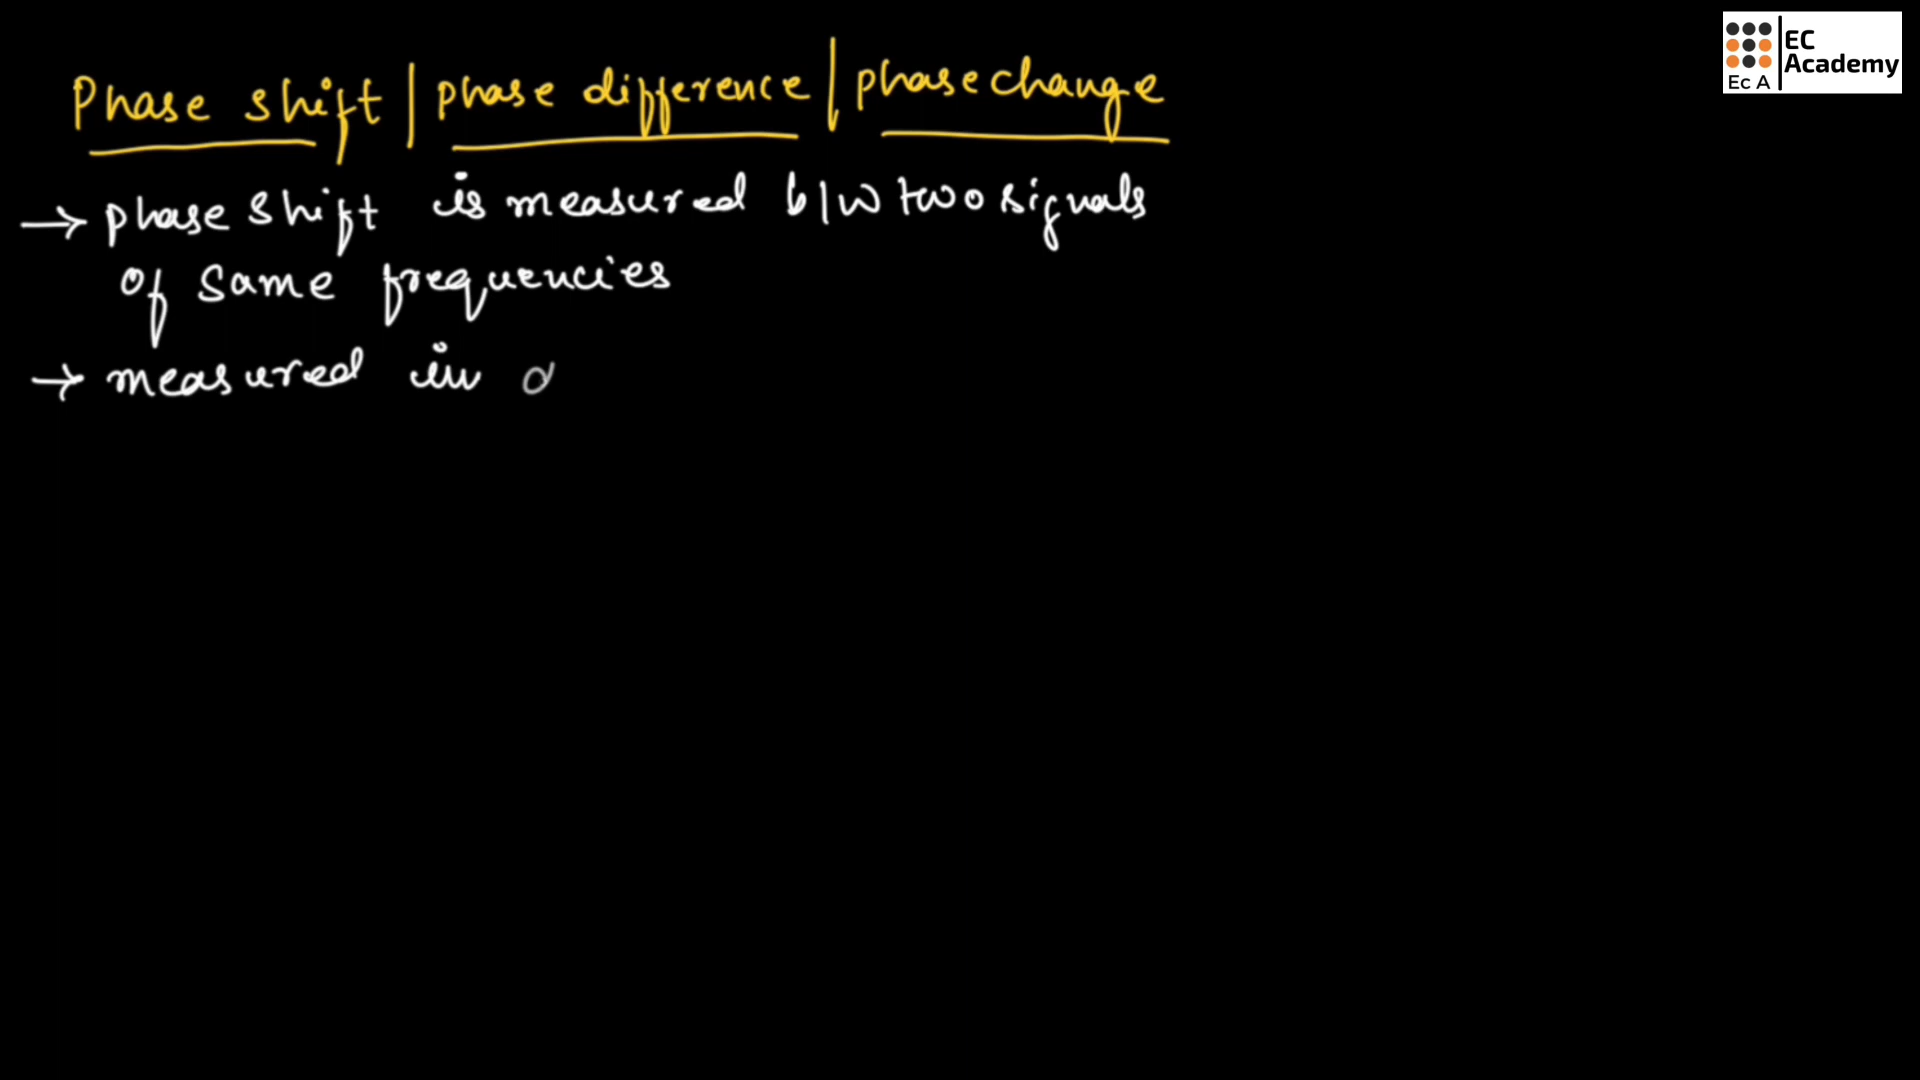 Phase shift | phase difference | phase change
→ phase shift is measured b/w two signals
of same frequencies
→ measured in d
EC
Academy
Ec A